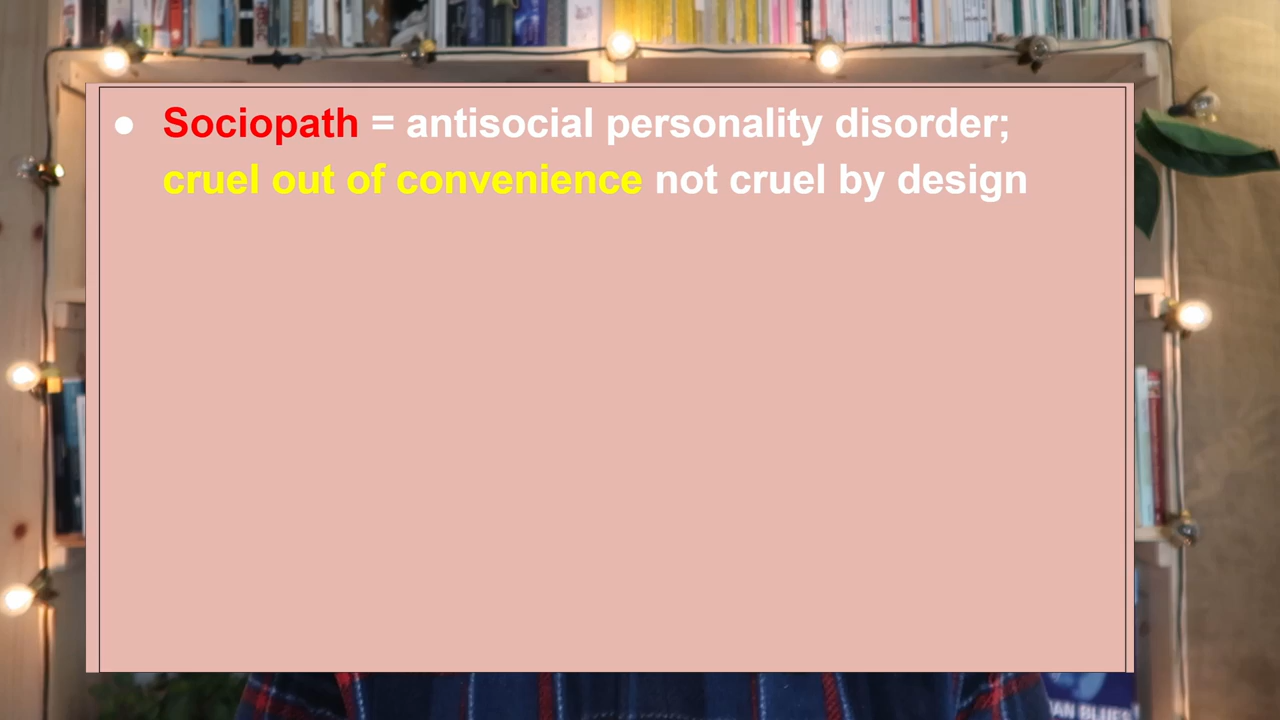 ● Sociopath = antisocial personality disorder;
cruel out of convenience not cruel by design